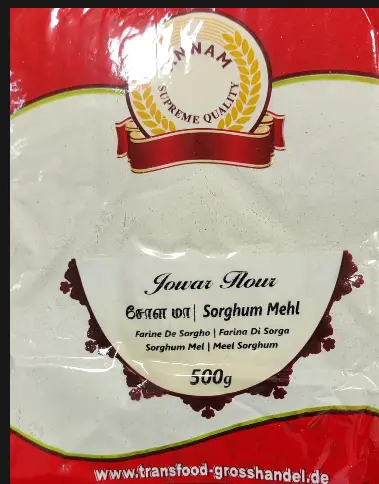 ANNAM
SUPREME QUALITY
Jowar Flour
சோள மா | Sorghum Mehl
Farine De Sorgho | Farina Di Sorga
Sorghum Mel | Meel Sorghum
500g
www.transfood-grosshandel.de